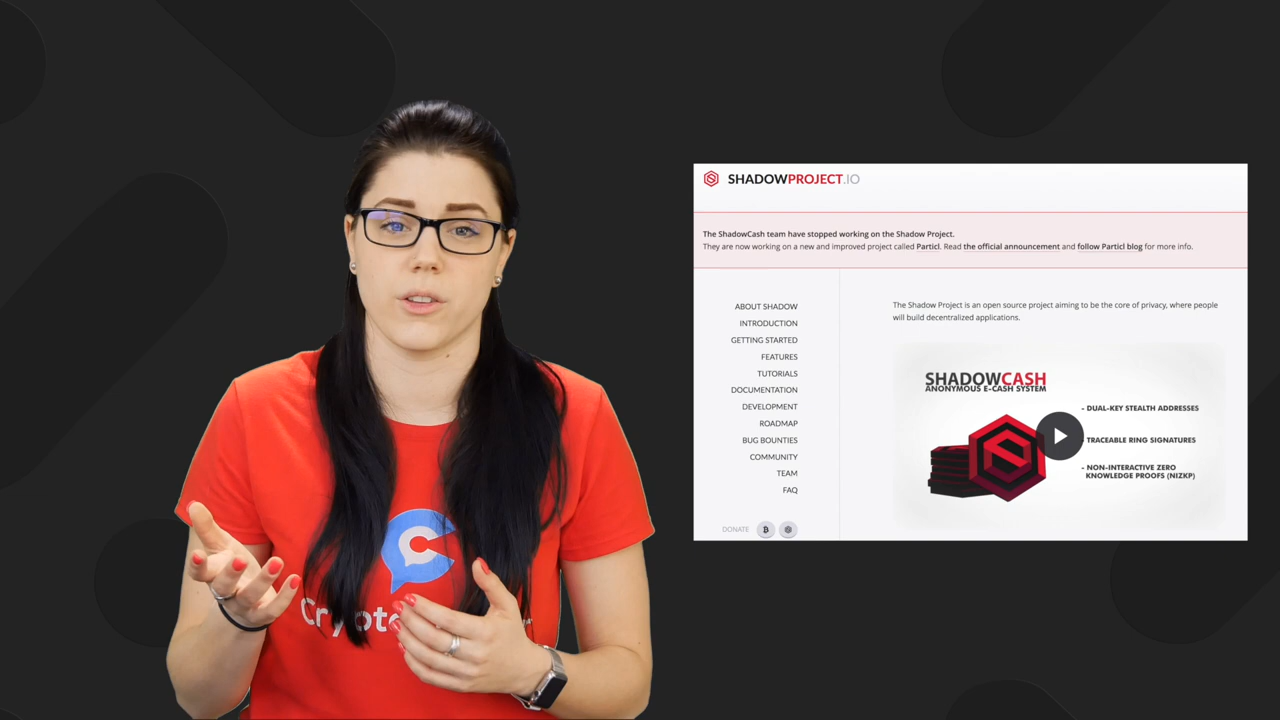 SHADOWPROJECT.IO
The ShadowCash team have stopped working on the Shadow Project.
They are now working on a new and improved project called Particl. Read the official announcement and follow Particl blog for more info.
ABOUT SHADOW
INTRODUCTION
GETTING STARTED
FEATURES
TUTORIALS
DOCUMENTATION
DEVELOPMENT
ROADMAP
BUG BOUNTIES
COMMUNITY
TEAM
FAQ
DONATE
The Shadow Project is an open source project aiming to be the core of privacy, where people
will build decentralized applications.
SHADOWCASH
ANONYMOUS E-CASH SYSTEM
- DUAL-KEY STEALTH ADDRESSES
- TRACEABLE RING SIGNATURES
- NON-INTERACTIVE ZERO
KNOWLEDGE PROOFS (NIZKP)